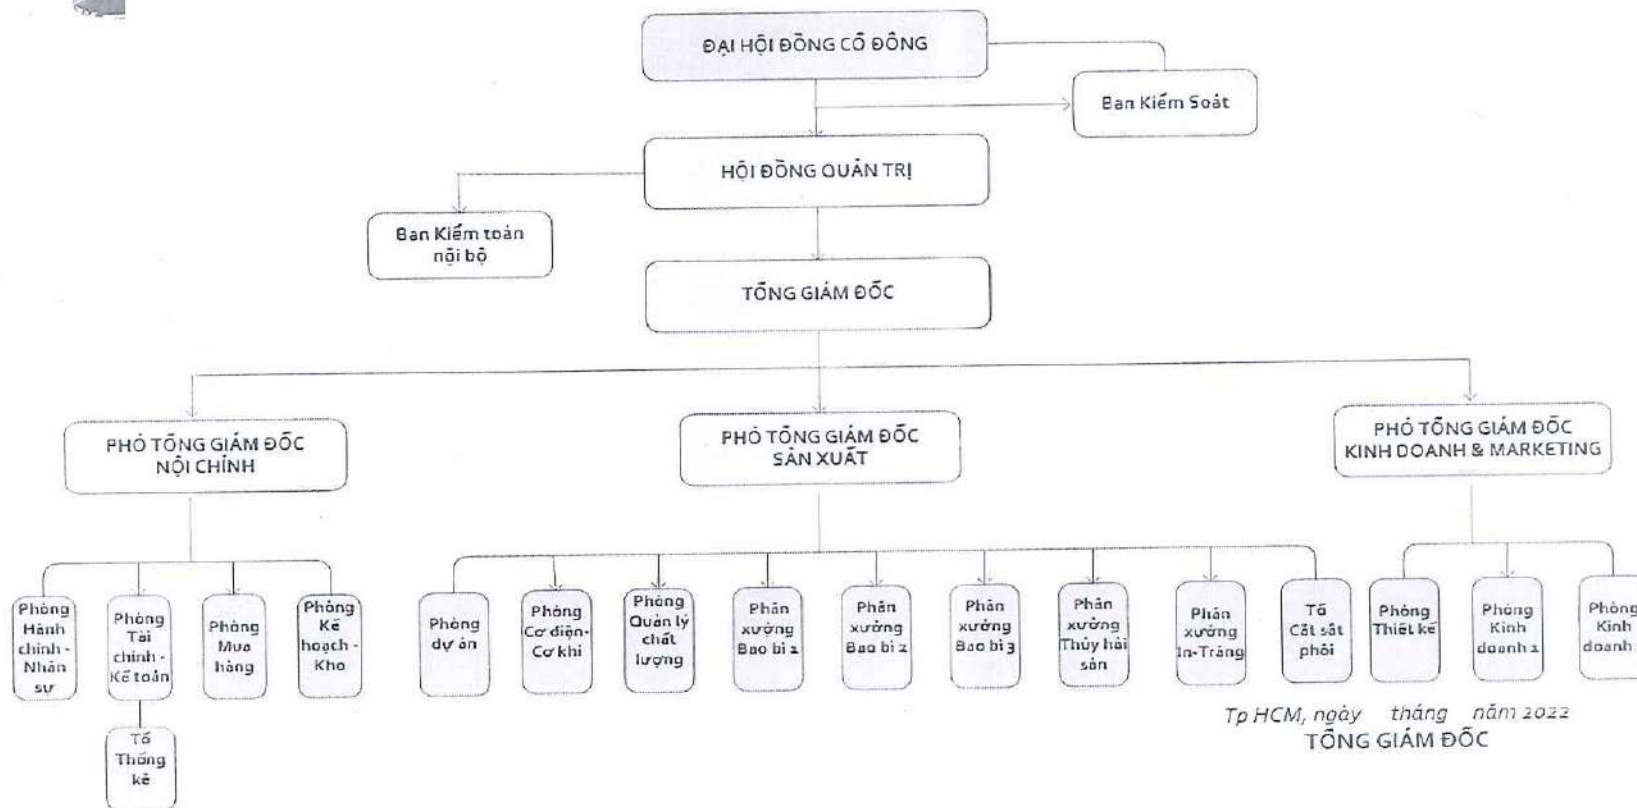 ĐẠI HỘI ĐỒNG CỔ ĐÔNG
Ban Kiểm Soát
HỘI ĐỒNG QUẢN TRỊ
Ban Kiểm toán
nội bộ
TỔNG GIÁM ĐỐC
PHÓ TỔNG GIÁM ĐỐC
NỘI CHÍNH
PHÓ TỔNG GIÁM ĐỐC
SẢN XUẤT
PHÓ TỔNG GIÁM ĐỐC
KINH DOANH & MARKETING
Phòng
Hành
chính -
Nhân
sự
Phòng
Tài
chính -
Kế toán
Phòng
Mua
hàng
Phòng
Kế
hoạch -
Kho
Phòng
dự án
Phòng
Cơ điện-
Cơ khí
Phòng
Quản lý
chất
lượng
Phân
xưởng
Bao bì 1
Phân
xưởng
Bao bì 2
Phân
xưởng
Bao bì 3
Phân
xưởng
Thủy hải
sản
Phân
xưởng
In-Tráng
Tổ
Cắt sắt
phôi
Phòng
Thiết kế
Phòng
Kinh
doanh 1
Phòng
Kinh
doanh
Tổ
Thống
kê
Tp HCM, ngày tháng năm 2022
TỔNG GIÁM ĐỐC